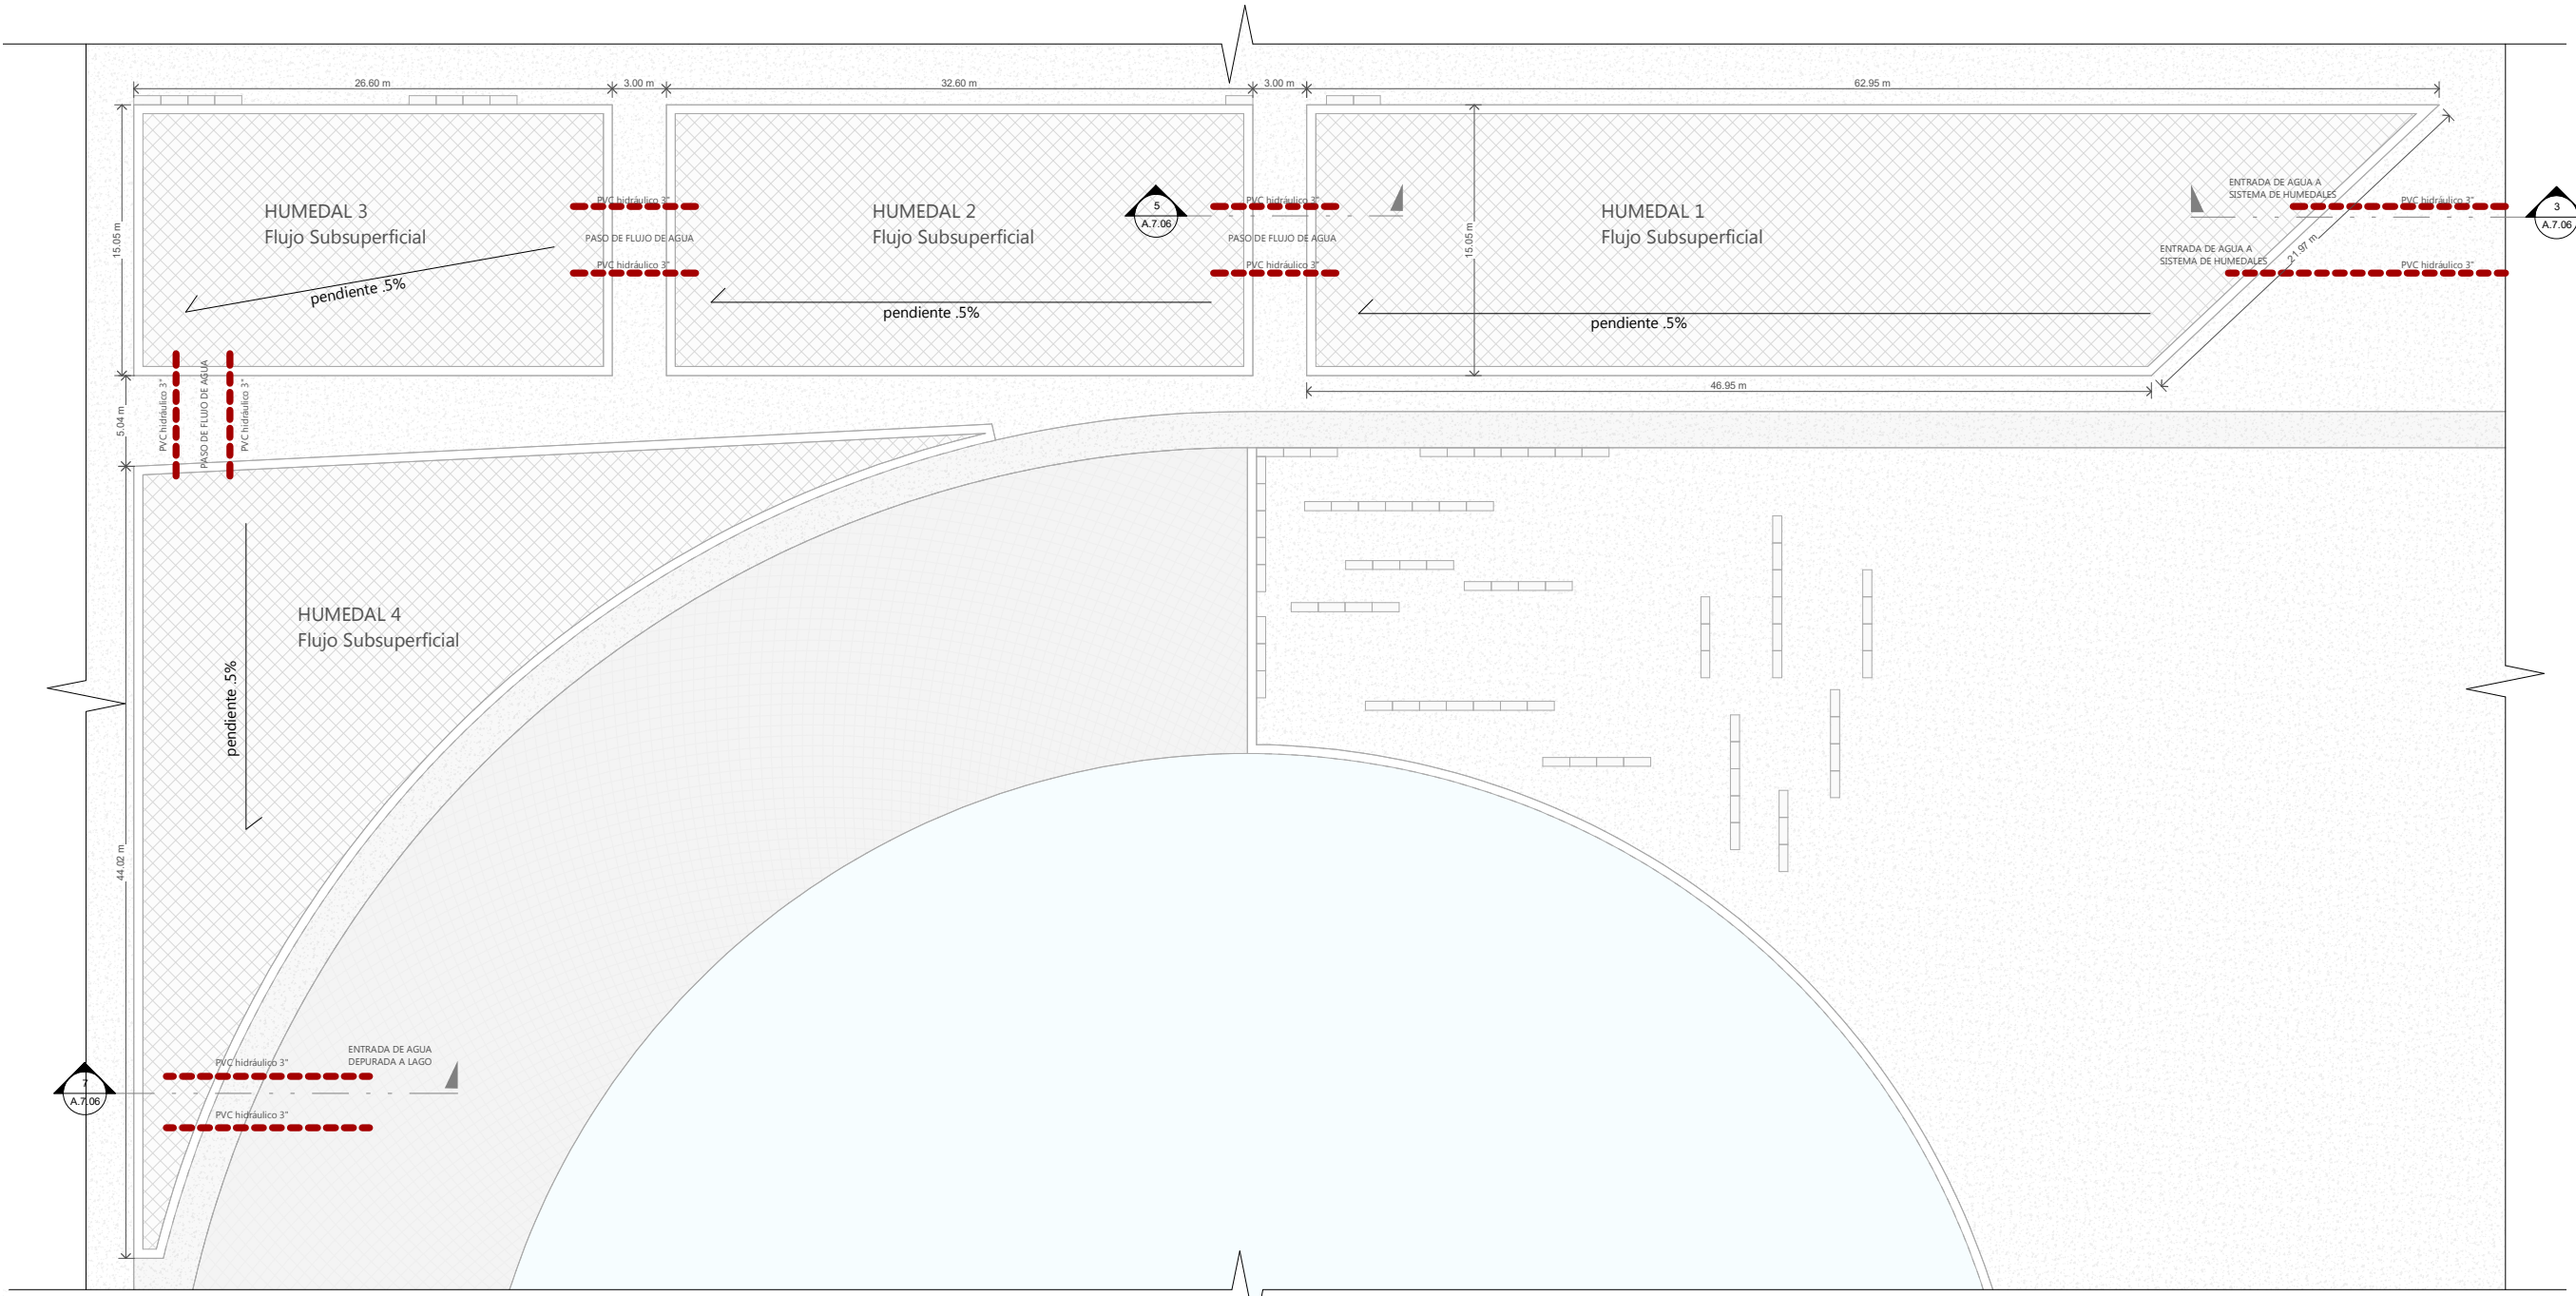 26.60 m
3.00 m
32.60 m
3.00 m
62.95 m
15.05 m
HUMEDAL 3
Flujo Subsuperficial
pendiente .5%
PVC hidráulico 3"
PASO DE FLUJO DE AGUA
PVC hidráulico 3"
HUMEDAL 2
Flujo Subsuperficial
pendiente .5%
5
A.7.06
PVC hidráulico 3"
PASO DE FLUJO DE AGUA
PVC hidráulico 3"
15.05 m
HUMEDAL 1
Flujo Subsuperficial
pendiente .5%
ENTRADA DE AGUA A
SISTEMA DE HUMEDALES
PVC hidráulico 3"
ENTRADA DE AGUA A
SISTEMA DE HUMEDALES
PVC hidráulico 3"
21.97 m
3
A.7.06
46.95 m
5.04 m
PVC hidráulico 3"
PASO DE FLUJO DE AGUA
PVC hidráulico 3"
HUMEDAL 4
Flujo Subsuperficial
pendiente .5%
44.02 m
PVC hidráulico 3"
ENTRADA DE AGUA
DEPURADA A LAGO
7
A.7.06
PVC hidráulico 3"